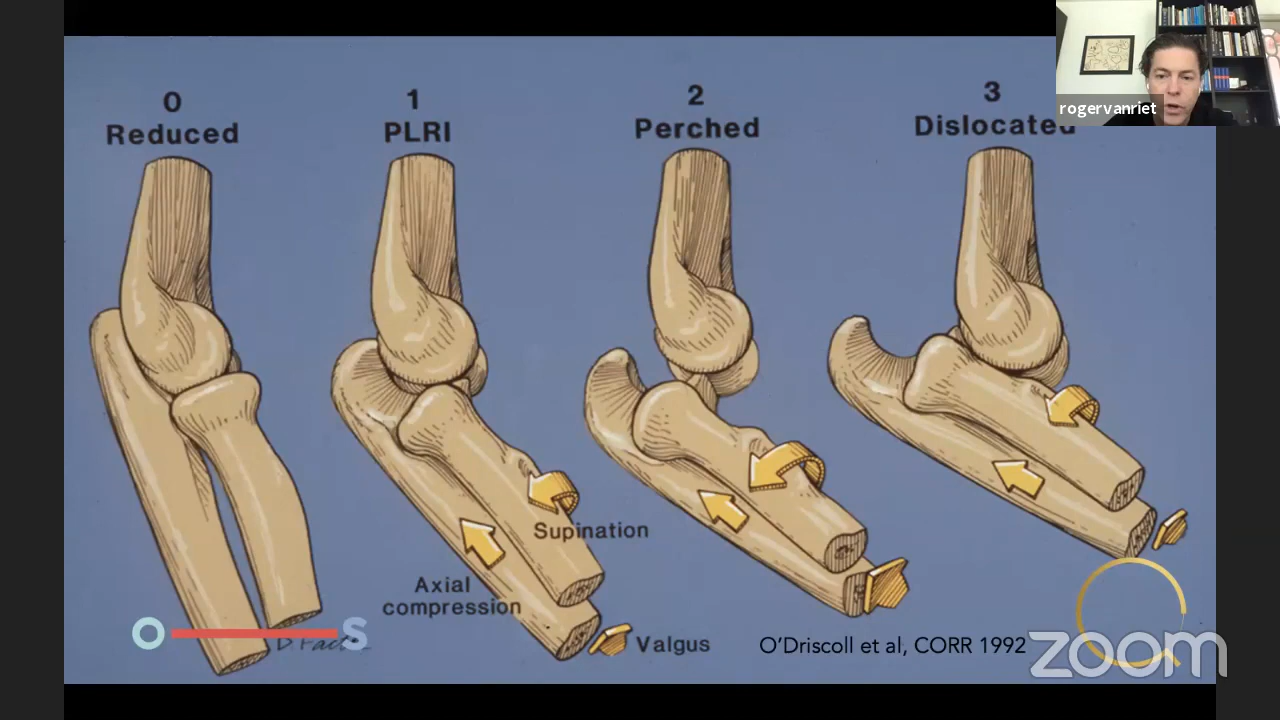 0
Reduced
1
PLRI
2
Perched
3
Dislocated
rogervanriet
Supination
Axial
compression
Valgus
O S
O'Driscoll et al, CORR 1992
zoom